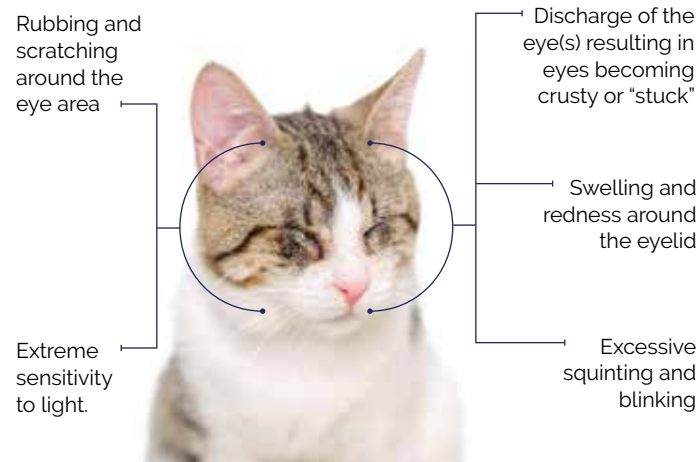 Rubbing and
scratching
around the
eye area
Extreme
sensitivity
to light.
Discharge of the
eye(s) resulting in
eyes becoming
crusty or “stuck”
Swelling and
redness around
the eyelid
Excessive
squinting and
blinking